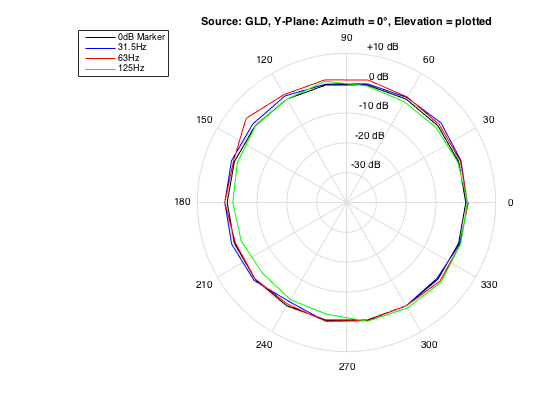 Source: GLD, Y-Plane: Azimuth = 0°, Elevation = plotted
0dB Marker
31.5Hz
63Hz
125Hz
90
+10 dB
120
60
0 dB
-10 dB
150
30
-20 dB
-30 dB
180
0
210
330
240
300
270